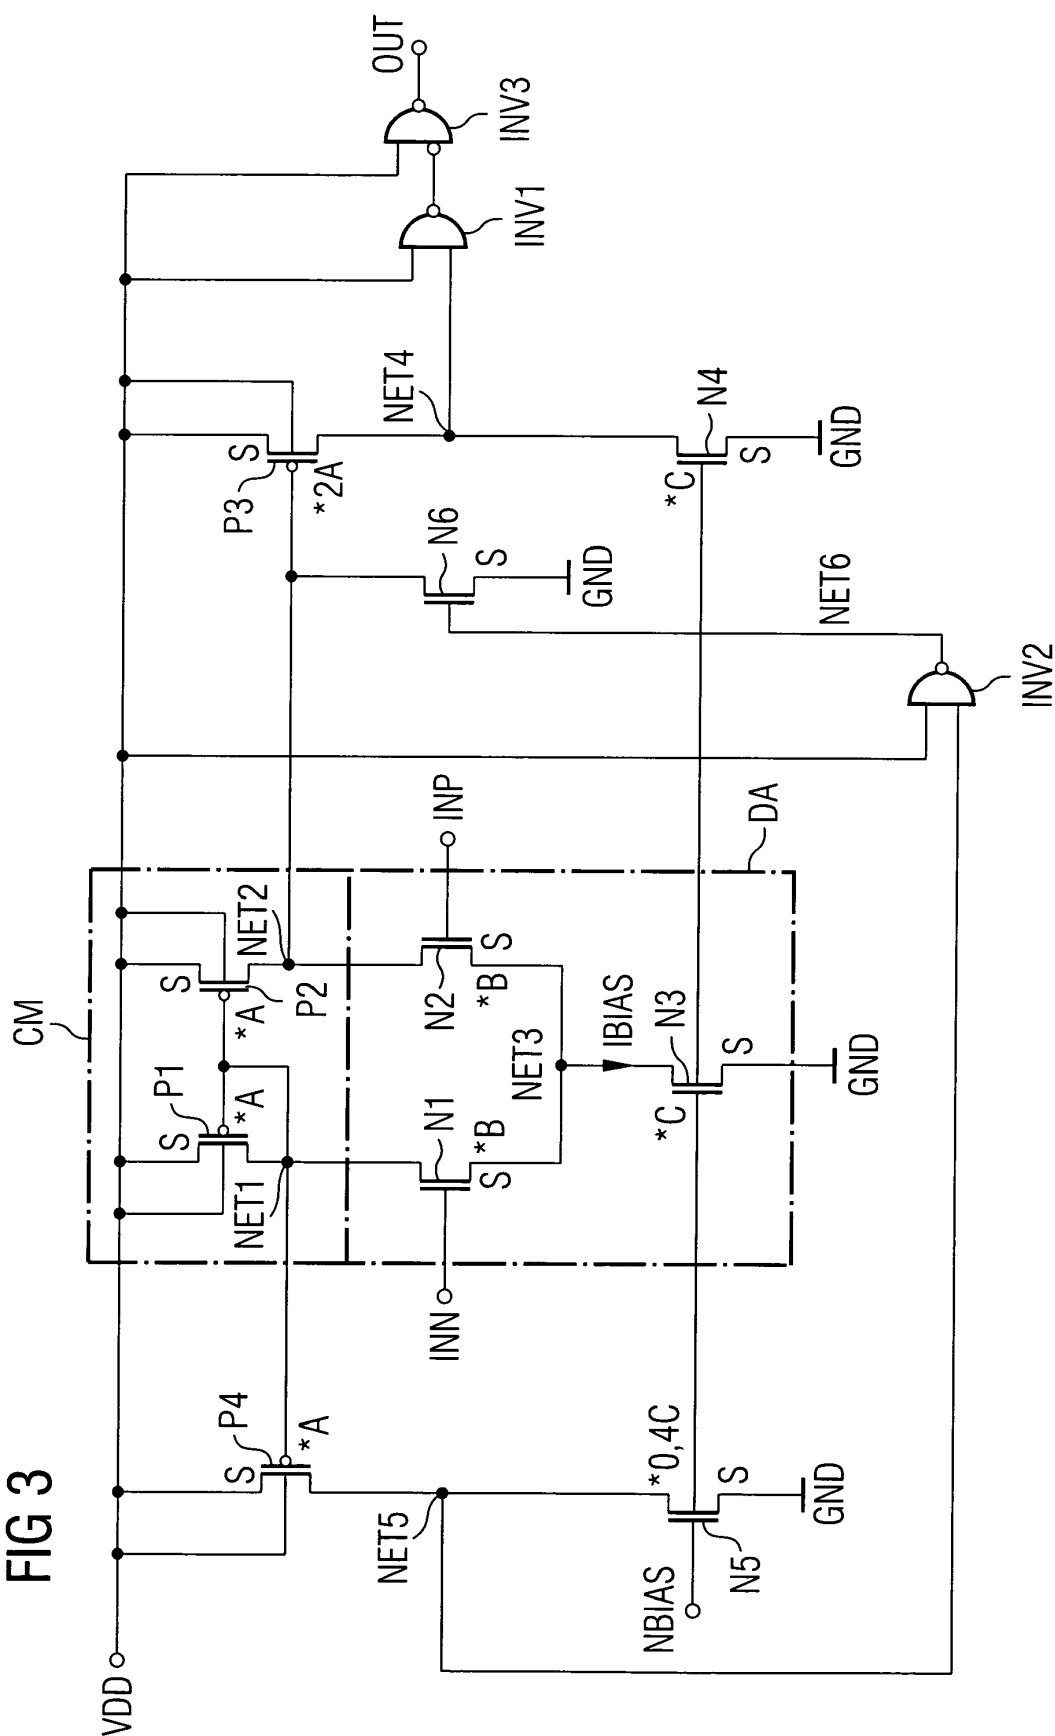 FIG 3
VDD
CM
P4
S
*A
P1
S
*A
S
*A
P2
P3
S
*2A
NET1
NET2
NET4
NET5
INN
N1
S
*B
N2
S
*B
INP
N6
S
GND
INV1
INV3
OUT
NET3
IBIAS
DA
NBIAS
*0,4C
N5
S
GND
*C
N3
S
GND
*C
N4
S
GND
NET6
INV2